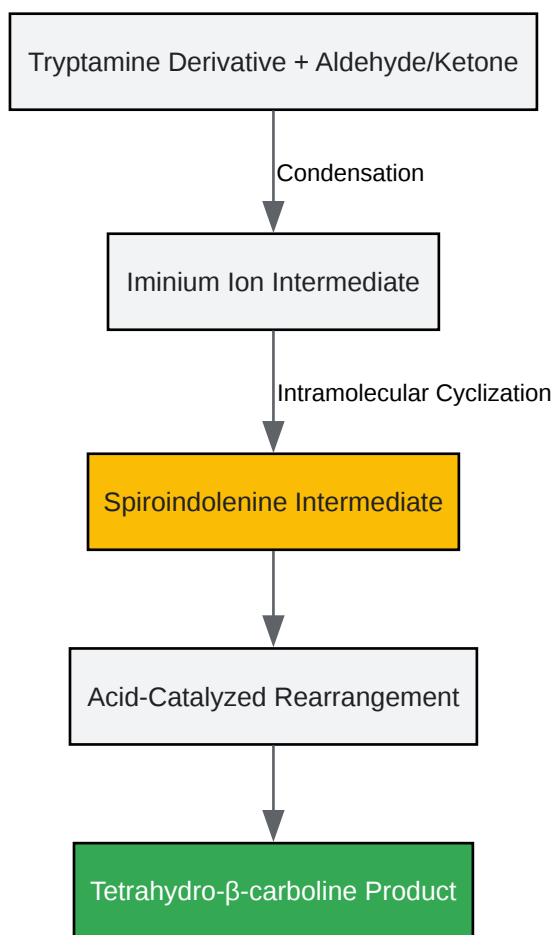 Tryptamine Derivative + Aldehyde/Ketone
Condensation
Iminium Ion Intermediate
Intramolecular Cyclization
Spiroindolenine Intermediate
Acid-Catalyzed Rearrangement
Tetrahydro-β-carboline Product